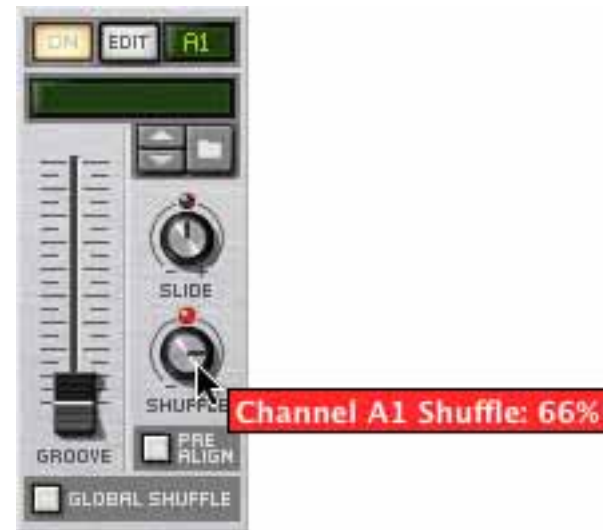 ON EDIT A1
- +
SLIDE
-
SHUFFLE
Channel A1 Shuffle: 66%
GROOVE
PRE
ALIGN
GLOBAL SHUFFLE